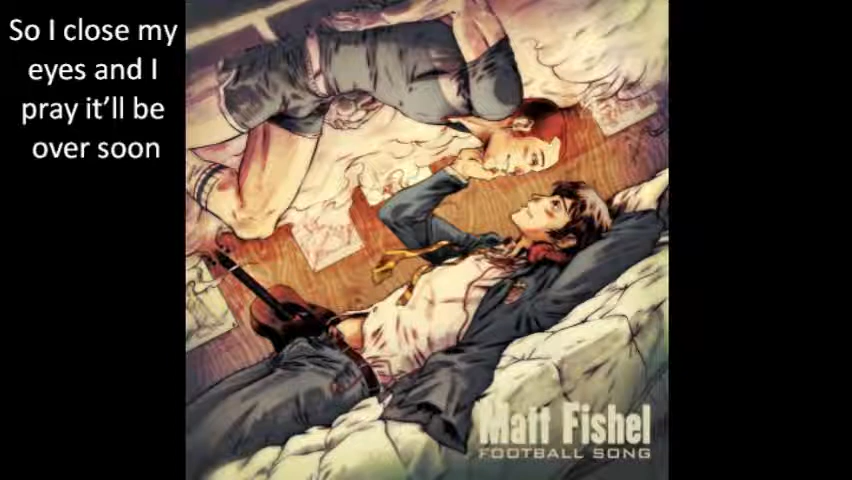 So I close my
eyes and I
pray it’ll be
over soon
Matt Fishel
FOOTBALL SONG